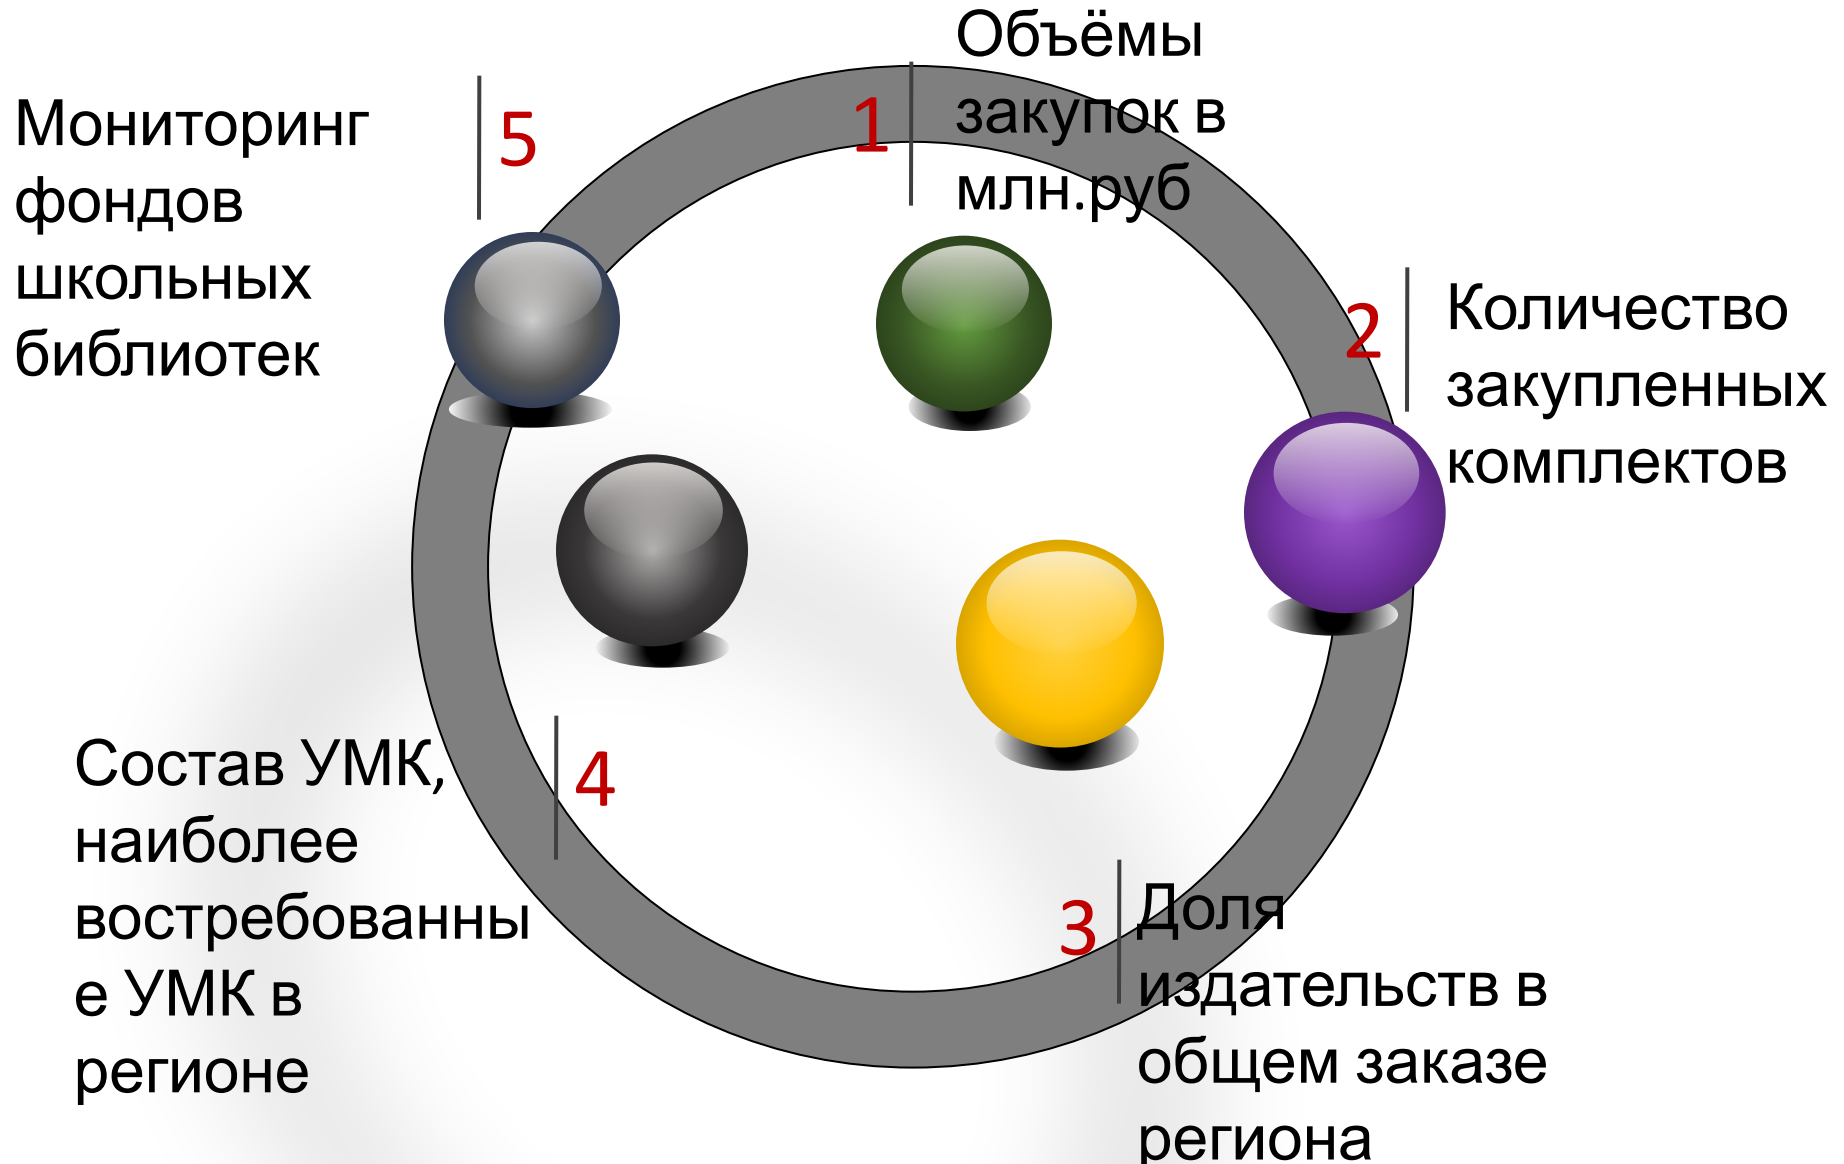 1
Объёмы
закупок в
млн.руб
2
Количество
закупленных
комплектов
3
Доля
издательств в
общем заказе
региона
4
Состав УМК,
наиболее
востребованны
е УМК в
регионе
5
Мониторинг
фондов
школьных
библиотек